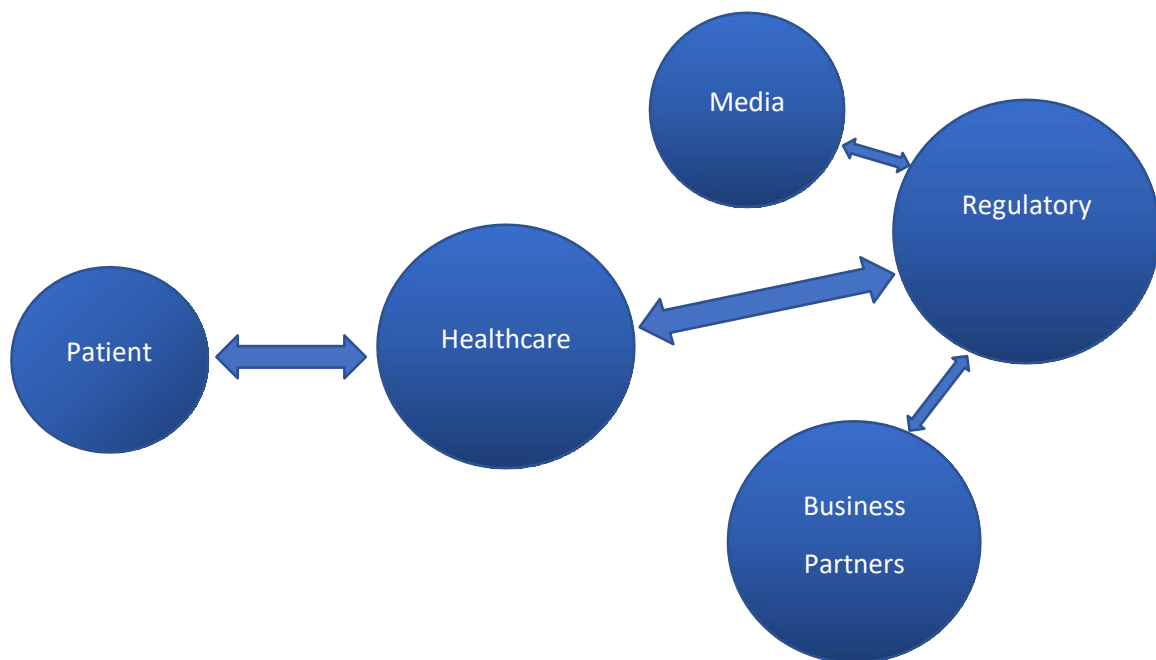 Media
Regulatory
Healthcare
Patient
Business
Partners